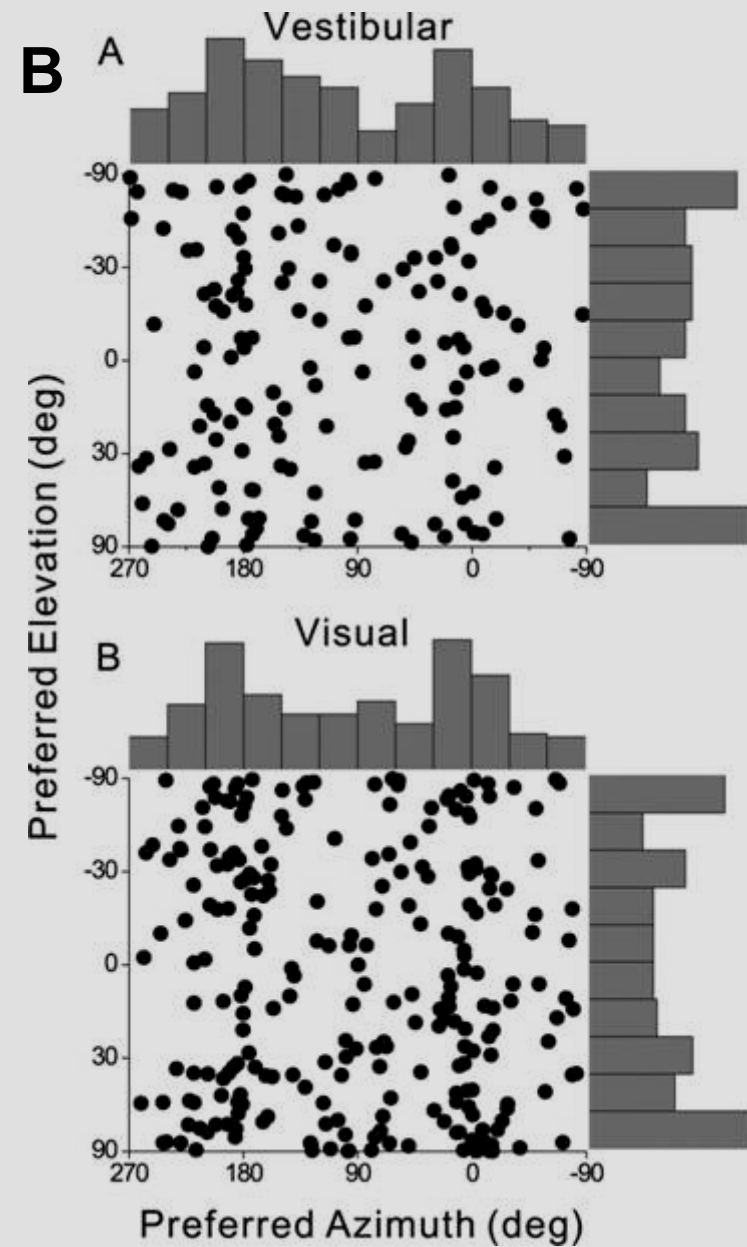 Vestibular
B
A
-90
-30
0
30
90
270 180 90 0 -90
Visual
B
-90
-30
0
30
90
270 180 90 0 -90
Preferred Elevation (deg)
Preferred Azimuth (deg)